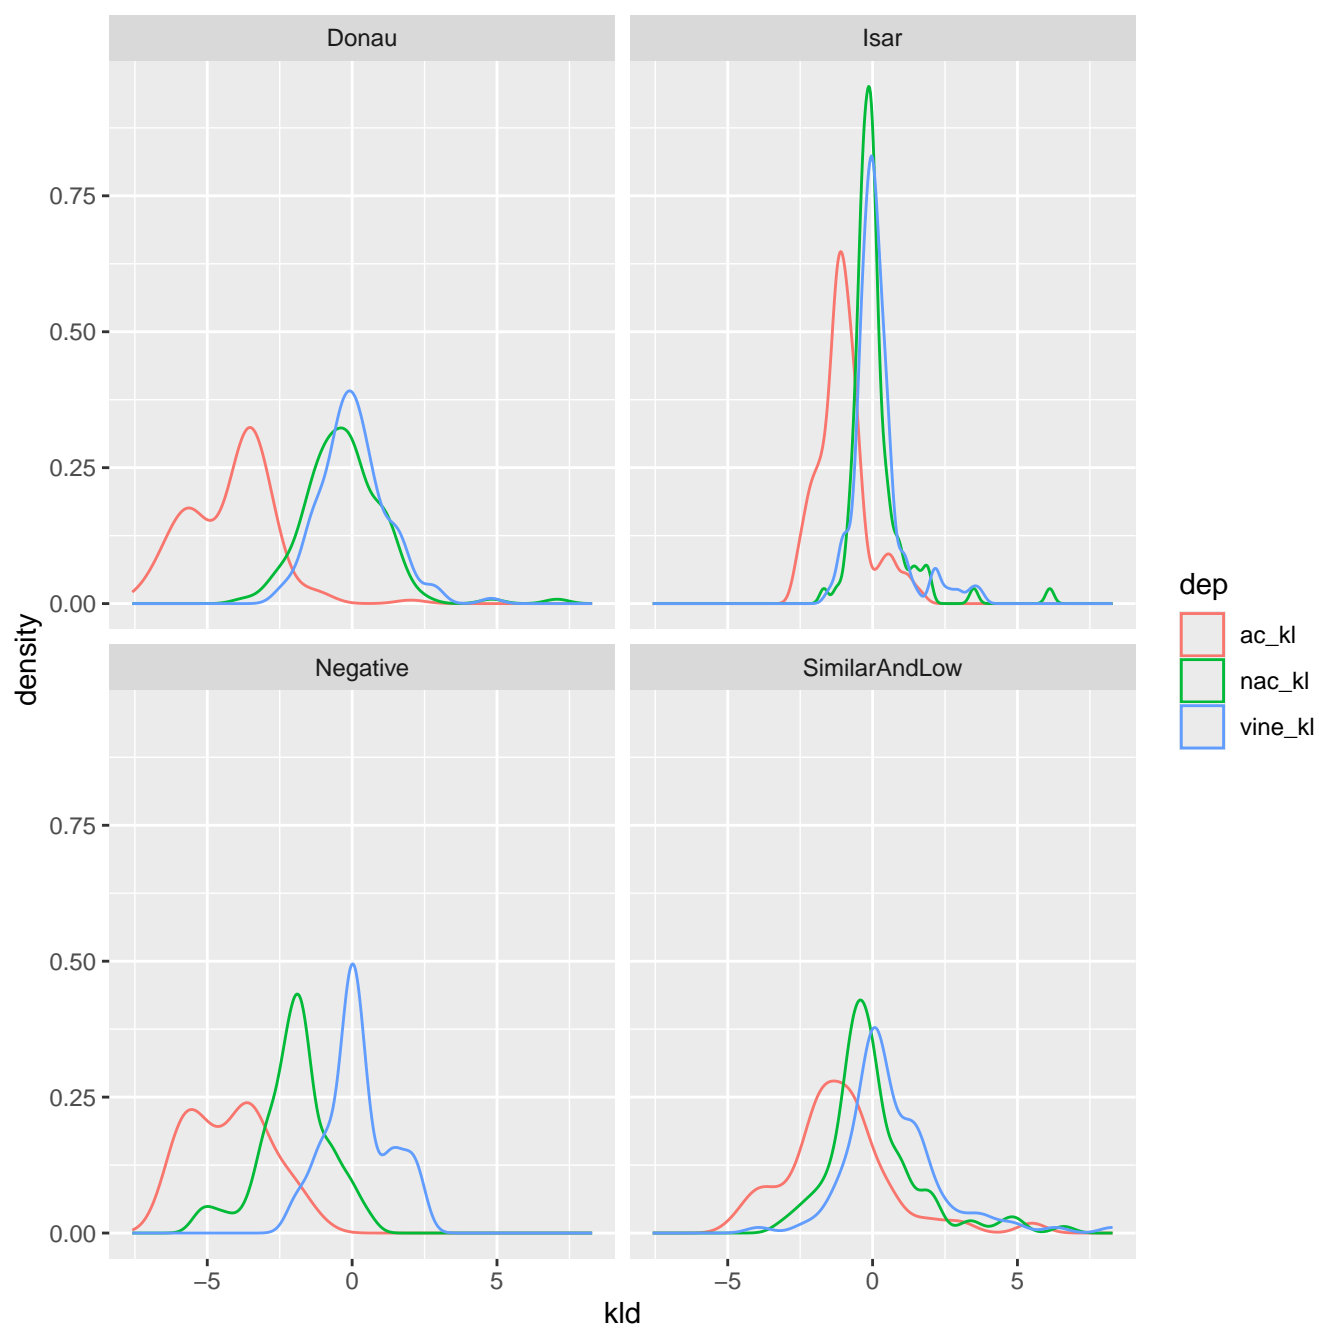 Donau
Isar
0.75
0.50
0.25
0.00
Negative
SimilarAndLow
0.75
0.50
0.25
0.00
−5
0
5
−5
0
5
kld
density
dep
ac_kl
nac_kl
vine_kl